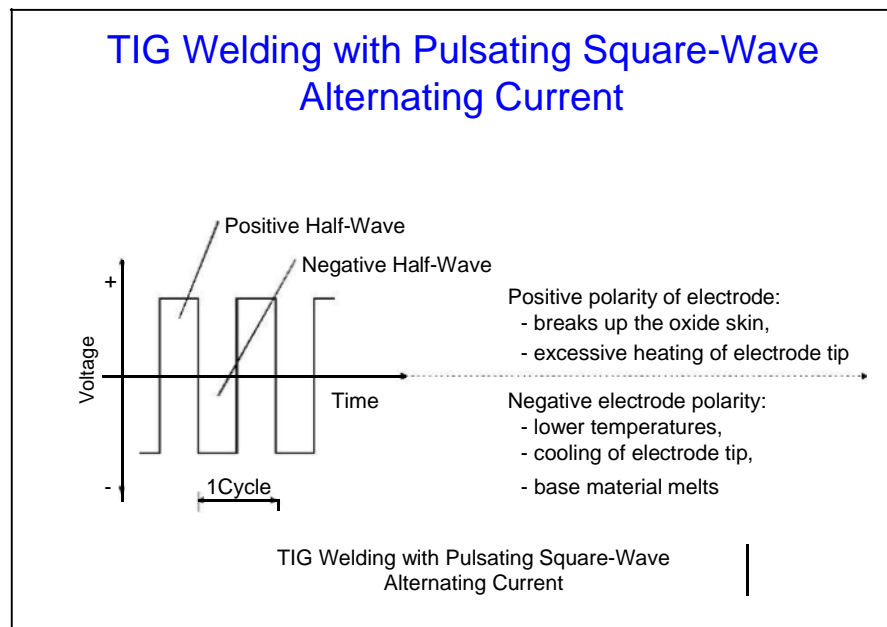 TIG Welding with Pulsating Square-Wave
Alternating Current
Positive Half-Wave
Negative Half-Wave
+
Voltage
-
Time
1Cycle
Positive polarity of electrode:
- breaks up the oxide skin,
- excessive heating of electrode tip
Negative electrode polarity:
- lower temperatures,
- cooling of electrode tip,
- base material melts
TIG Welding with Pulsating Square-Wave
Alternating Current